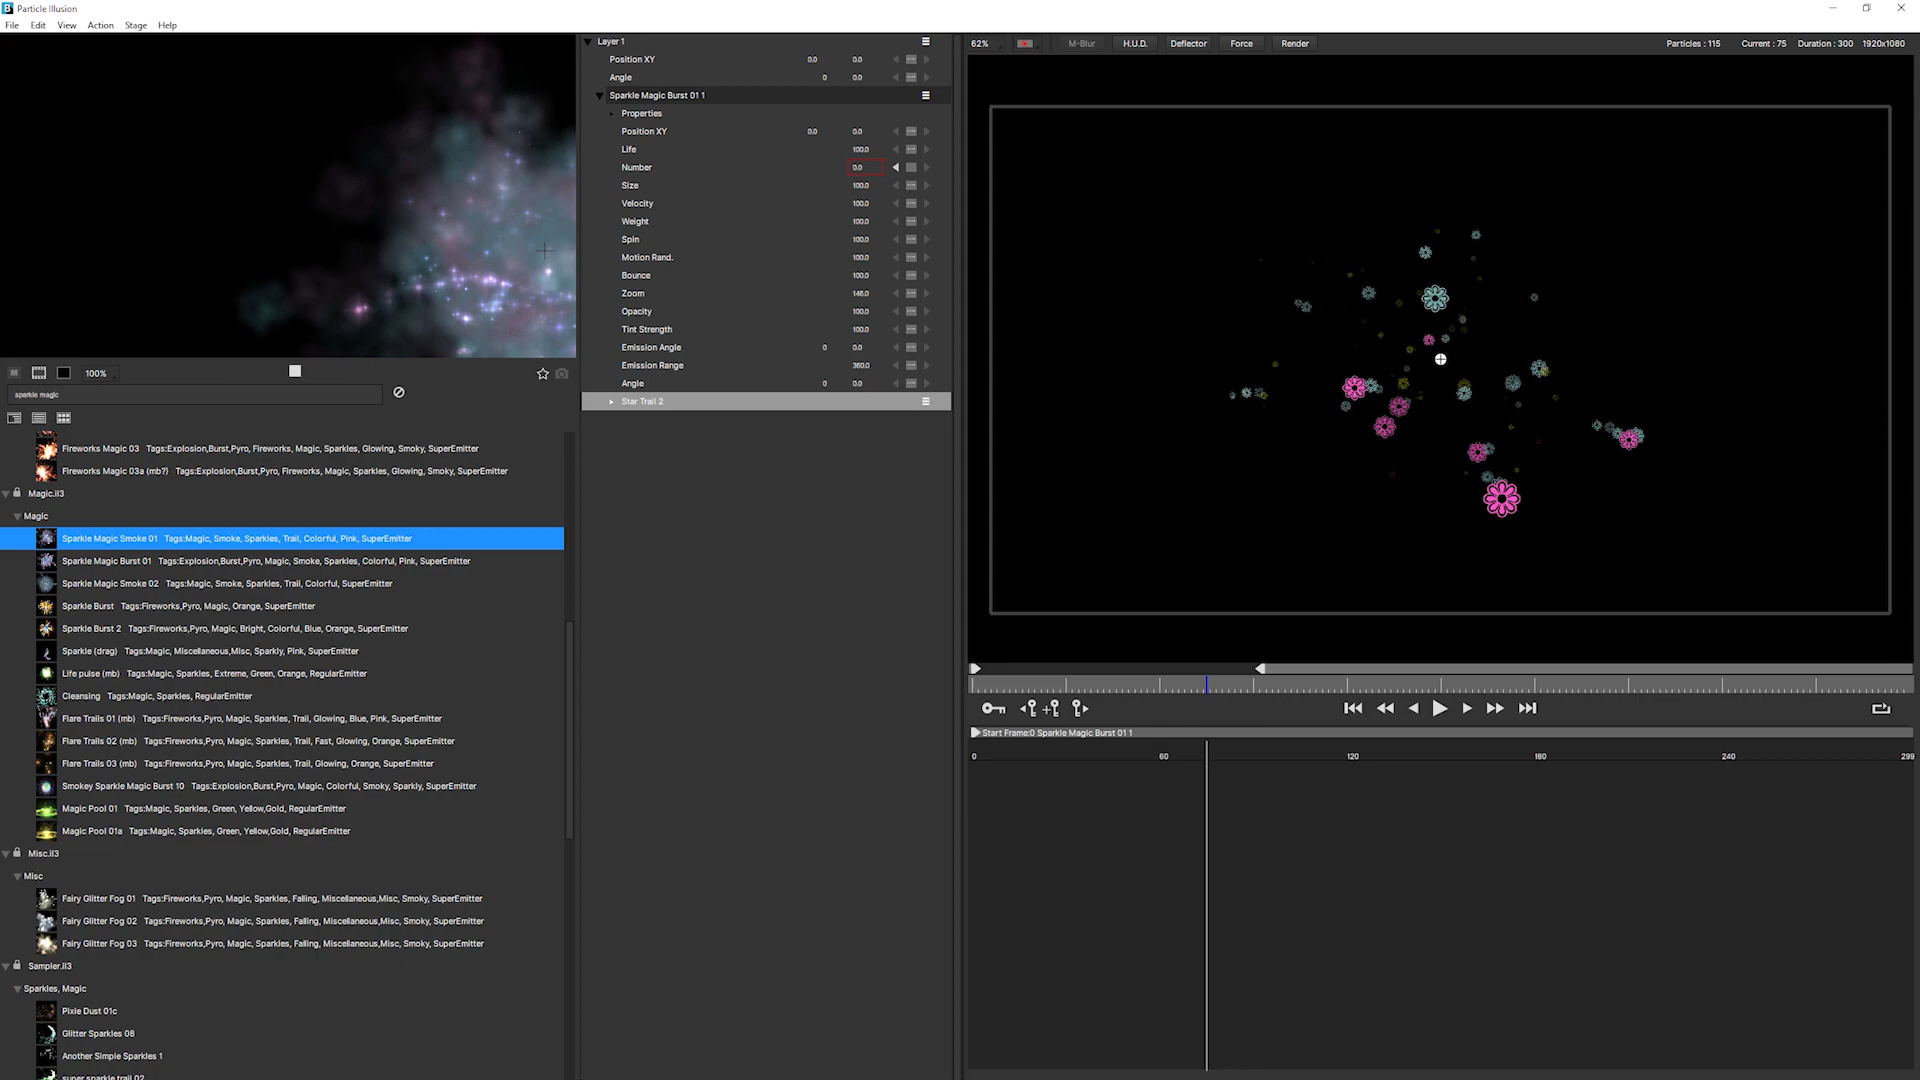 Particle Illusion
File Edit View Action Stage Help
Layer 1
Position XY 0.0 0.0
Angle 0 0.0
Sparkle Magic Burst 01 1
Properties
Position XY 0.0 0.0
Life 100.0
Number 0.0
Size 100.0
Velocity 100.0
Weight 100.0
Spin 100.0
Motion Rand. 100.0
Bounce 100.0
Zoom 146.0
Opacity 100.0
Tint Strength 100.0
Emission Angle 0 0.0
Emission Range 360.0
Angle 0 0.0
Star Trail 2
62% M-Blur H.U.D. Deflector Force Render Particles : 115 Current : 75 Duration : 300 1920x1080
M 100%
sparkle magic
Fireworks Magic 03 Tags:Explosion,Burst,Pyro, Fireworks, Magic, Sparkles, Glowing, Smoky, SuperEmitter
Fireworks Magic 03a (mb?) Tags:Explosion,Burst,Pyro, Fireworks, Magic, Sparkles, Glowing, Smoky, SuperEmitter
Magic.il3
Magic
Sparkle Magic Smoke 01 Tags:Magic, Smoke, Sparkles, Trail, Colorful, Pink, SuperEmitter
Sparkle Magic Burst 01 Tags:Explosion,Burst,Pyro, Magic, Smoke, Sparkles, Colorful, Pink, SuperEmitter
Sparkle Magic Smoke 02 Tags:Magic, Smoke, Sparkles, Trail, Colorful, SuperEmitter
Sparkle Burst Tags:Fireworks,Pyro, Magic, Orange, SuperEmitter
Sparkle Burst 2 Tags:Fireworks,Pyro, Magic, Bright, Colorful, Blue, Orange, SuperEmitter
Sparkle (drag) Tags:Magic, Miscellaneous,Misc, Sparkly, Pink, SuperEmitter
Life pulse (mb) Tags:Magic, Sparkles, Extreme, Green, Orange, RegularEmitter
Cleansing Tags:Magic, Sparkles, RegularEmitter
Flare Trails 01 (mb) Tags:Fireworks,Pyro, Magic, Sparkles, Trail, Glowing, Blue, Pink, SuperEmitter
Flare Trails 02 (mb) Tags:Fireworks,Pyro, Magic, Sparkles, Trail, Fast, Glowing, Orange, SuperEmitter
Flare Trails 03 (mb) Tags:Fireworks,Pyro, Magic, Sparkles, Trail, Glowing, Orange, SuperEmitter
Smokey Sparkle Magic Burst 10 Tags:Explosion,Burst,Pyro, Magic, Colorful, Smoky, Sparkly, SuperEmitter
Magic Pool 01 Tags:Magic, Sparkles, Green, Yellow,Gold, RegularEmitter
Magic Pool 01a Tags:Magic, Sparkles, Green, Yellow,Gold, RegularEmitter
Misc.il3
Misc
Fairy Glitter Fog 01 Tags:Fireworks,Pyro, Magic, Sparkles, Falling, Miscellaneous,Misc, Smoky, SuperEmitter
Fairy Glitter Fog 02 Tags:Fireworks,Pyro, Magic, Sparkles, Falling, Miscellaneous,Misc, Smoky, SuperEmitter
Fairy Glitter Fog 03 Tags:Fireworks,Pyro, Magic, Sparkles, Falling, Miscellaneous,Misc, Smoky, SuperEmitter
Sampler.il3
Sparkles, Magic
Pixie Dust 01c
Glitter Sparkles 08
Another Simple Sparkles 1
super sparkle trail 02
Start Frame:0 Sparkle Magic Burst 01 1
0 60 120 180 240 299